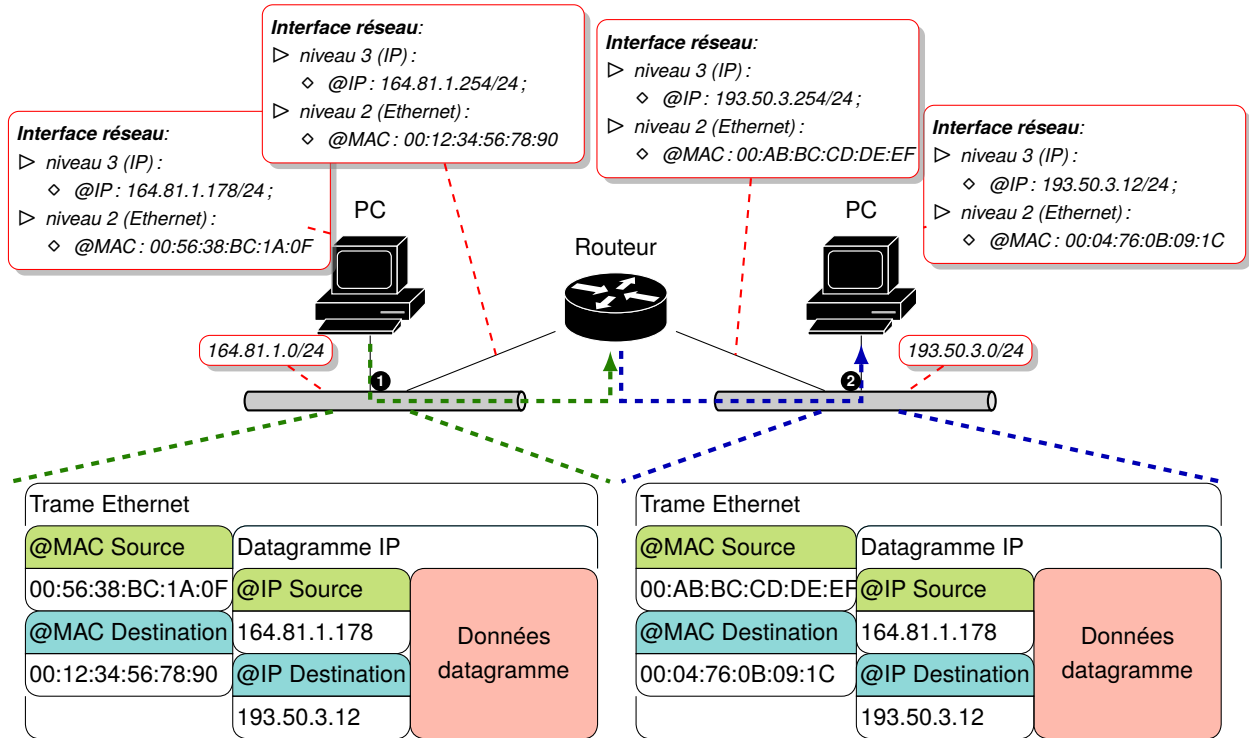 Interface réseau:
▷ niveau 3 (IP) :
◇ @IP : 164.81.1.178/24 ;
▷ niveau 2 (Ethernet) :
◇ @MAC : 00:56:38:BC:1A:0F
Interface réseau:
▷ niveau 3 (IP) :
◇ @IP : 164.81.1.254/24 ;
▷ niveau 2 (Ethernet) :
◇ @MAC : 00:12:34:56:78:90
Interface réseau:
▷ niveau 3 (IP) :
◇ @IP : 193.50.3.254/24 ;
▷ niveau 2 (Ethernet) :
◇ @MAC : 00:AB:BC:CD:DE:EF
Interface réseau:
▷ niveau 3 (IP) :
◇ @IP : 193.50.3.12/24 ;
▷ niveau 2 (Ethernet) :
◇ @MAC : 00:04:76:0B:09:1C
PC
Routeur
PC
164.81.1.0/24
1
2
193.50.3.0/24
Trame Ethernet
@MAC Source
00:56:38:BC:1A:0F
@MAC Destination
00:12:34:56:78:90
Datagramme IP
@IP Source
164.81.1.178
@IP Destination
193.50.3.12
Données
datagramme
Trame Ethernet
@MAC Source
00:AB:BC:CD:DE:EF
@MAC Destination
00:04:76:0B:09:1C
Datagramme IP
@IP Source
164.81.1.178
@IP Destination
193.50.3.12
Données
datagramme